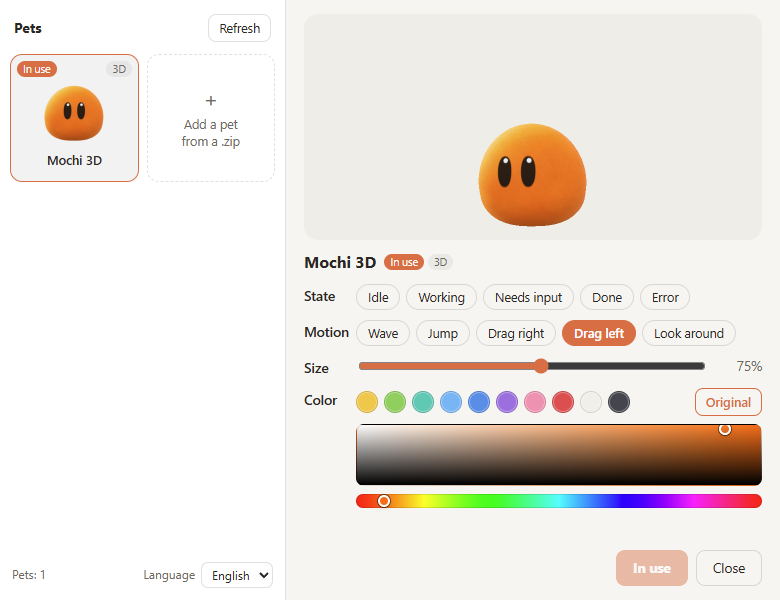 Pets
Refresh
In use
3D
Mochi 3D
+
Add a pet
from a .zip
Pets: 1
Language
English
Mochi 3D
In use
3D
State
Idle
Working
Needs input
Done
Error
Motion
Wave
Jump
Drag right
Drag left
Look around
Size
75%
Color
Original
In use
Close